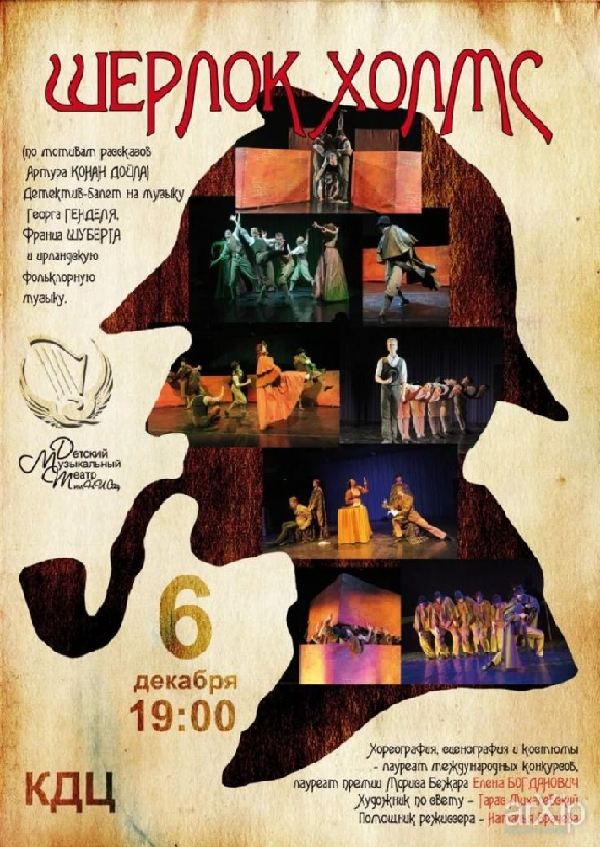 ШЕРЛОК ХОЛМС
(по мотивам рассказов
Артура КОНАН ДОЙЛА)
Детектив-балет на музыку
Георга ГЕНДЕЛЯ,
Франца ШУБЕРТА
и ирландскую
фольклорную
музыку.
Детский
Музыкальный
Театр
6
декабря
19:00
КДЦ
Хореография, сценография и костюмы
- лауреат международных конкурсов,
лауреат премии Мориса Бежара Елена БОГДАНОВИЧ
Художник по свету -
Помощник режиссера - Наталья
arxip